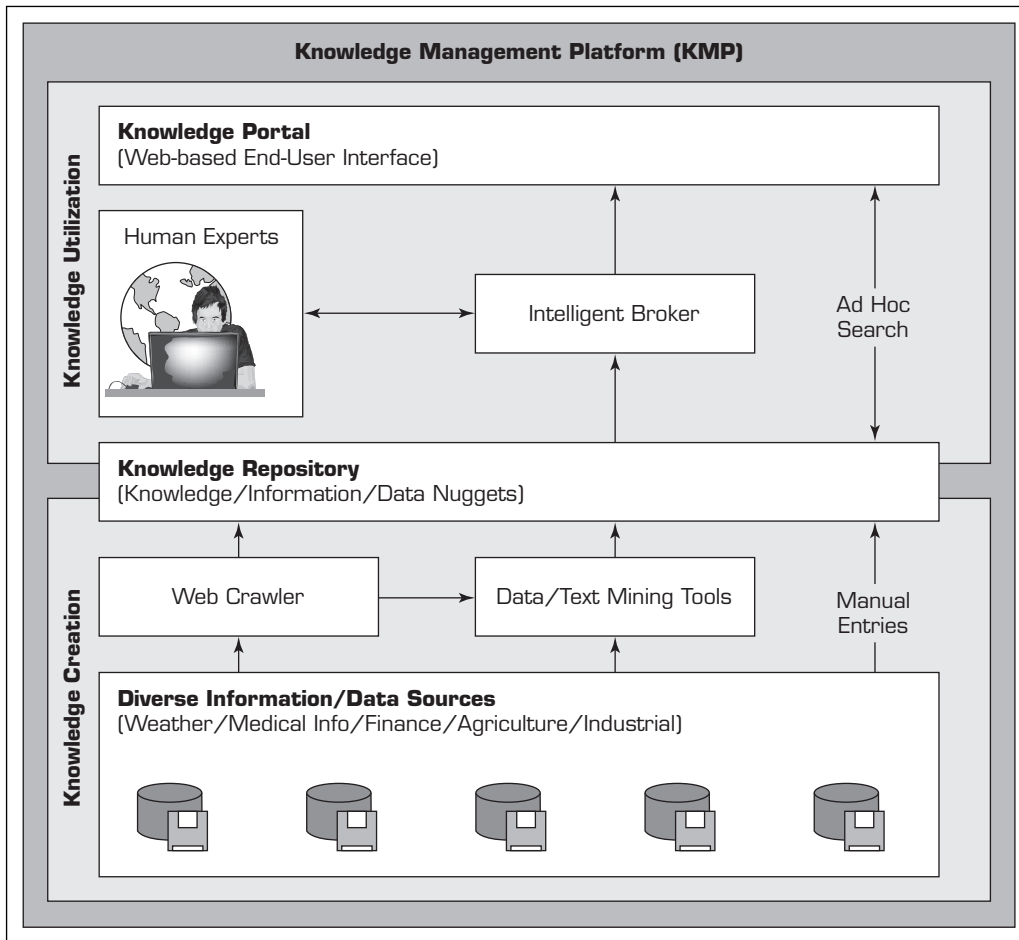 Knowledge Management Platform (KMP)
Knowledge Utilization
Knowledge Portal
(Web-based End-User Interface)
Human Experts
Intelligent Broker
Ad Hoc
Search
Knowledge Repository
(Knowledge/Information/Data Nuggets)
Knowledge Creation
Web Crawler
Data/Text Mining Tools
Manual
Entries
Diverse Information/Data Sources
(Weather/Medical Info/Finance/Agriculture/Industrial)